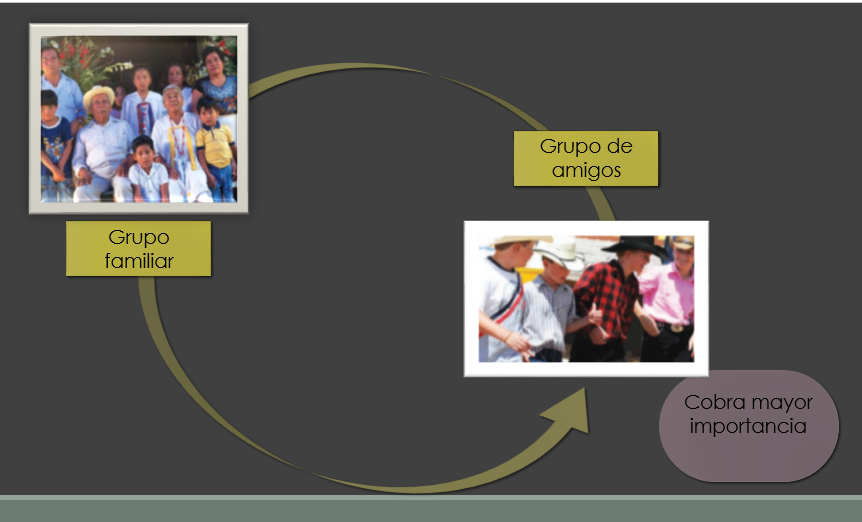 Grupo
familiar
Grupo de
amigos
Cobra mayor
importancia